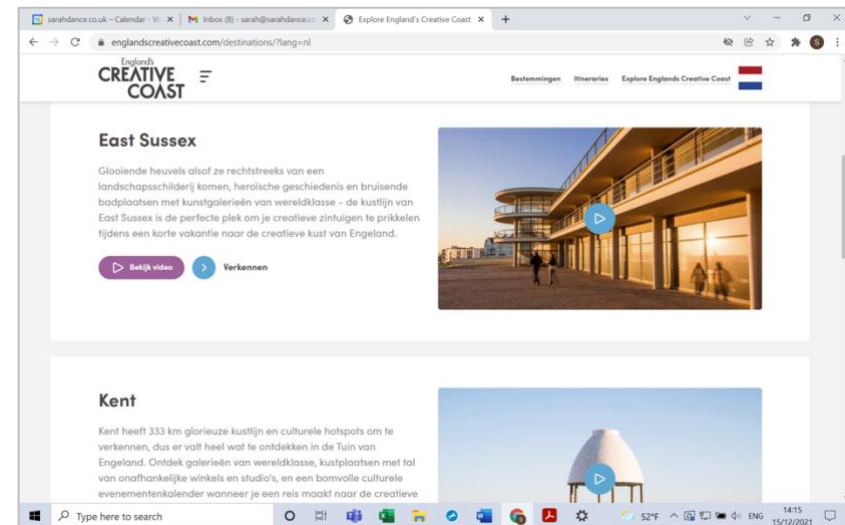 sarahdance.co.uk – Calendar - W
Inbox (8) - sarah@sarahdance.co
Explore England's Creative Coast
englandscreativecoast.com/destinations/?lang=nl
England's
CREATIVE
COAST
Bestemmingen
Itineraries
Explore Englands Creative Coast
East Sussex
Glooiende heuvels alsof ze rechtstreeks van een
landschapsschilderij komen, heroïsche geschiedenis en bruisende
badplaatsen met kunstgalerieën van wereldklasse – de kustlijn van
East Sussex is de perfecte plek om je creatieve zintuigen te prikkelen
tijdens een korte vakantie naar de creatieve kust van Engeland.
Bekijk video
Verkennen
Kent
Kent heeft 333 km glorieuze kustlijn en culturele hotspots om te
verkennen, dus er valt heel wat te ontdekken in de Tuin van
Engeland. Ontdek galerieën van wereldklasse, kustplaatsen met tal
van onafhankelijke winkels en studio's, en een bomvolle culturele
evenementenkalender wanneer je een reis maakt naar de creatieve
Type here to search
52°F
ENG
14:15
15/12/2021